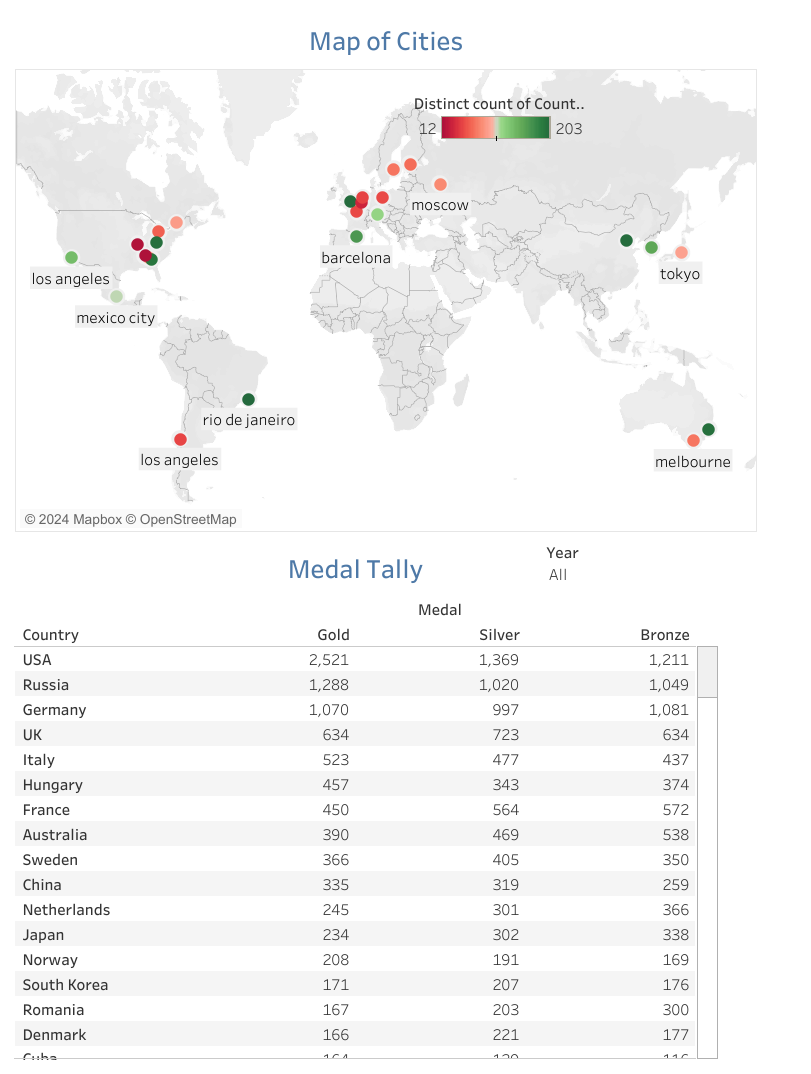 Map of Cities
Distinct count of Count..
12 203
moscow
barcelona
los angeles
mexico city
tokyo
rio de janeiro
los angeles
melbourne
© 2024 Mapbox © OpenStreetMap
Medal Tally
Year
All
Medal
Country Gold Silver Bronze
USA 2,521 1,369 1,211
Russia 1,288 1,020 1,049
Germany 1,070 997 1,081
UK 634 723 634
Italy 523 477 437
Hungary 457 343 374
France 450 564 572
Australia 390 469 538
Sweden 366 405 350
China 335 319 259
Netherlands 245 301 366
Japan 234 302 338
Norway 208 191 169
South Korea 171 207 176
Romania 167 203 300
Denmark 166 221 177
Cuba